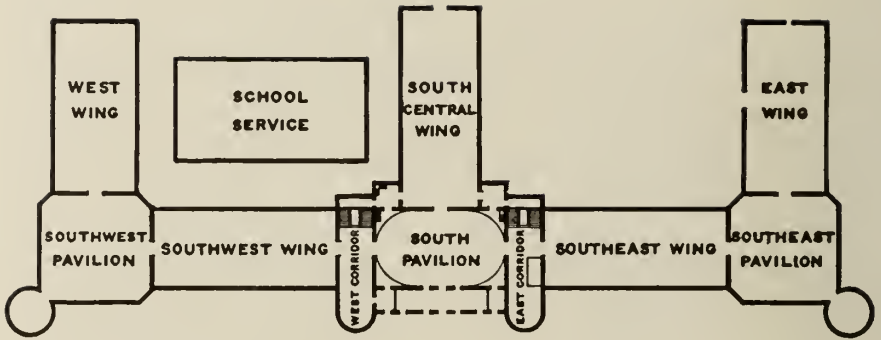 WEST
WING
SCHOOL
SERVICE
SOUTH
CENTRAL
WING
EAST
WING
SOUTHWEST
PAVILION
SOUTHWEST WING
WEST CORRIDOR
SOUTH
PAVILION
EAST CORRIDOR
SOUTHEAST WING
SOUTHEAST
PAVILION